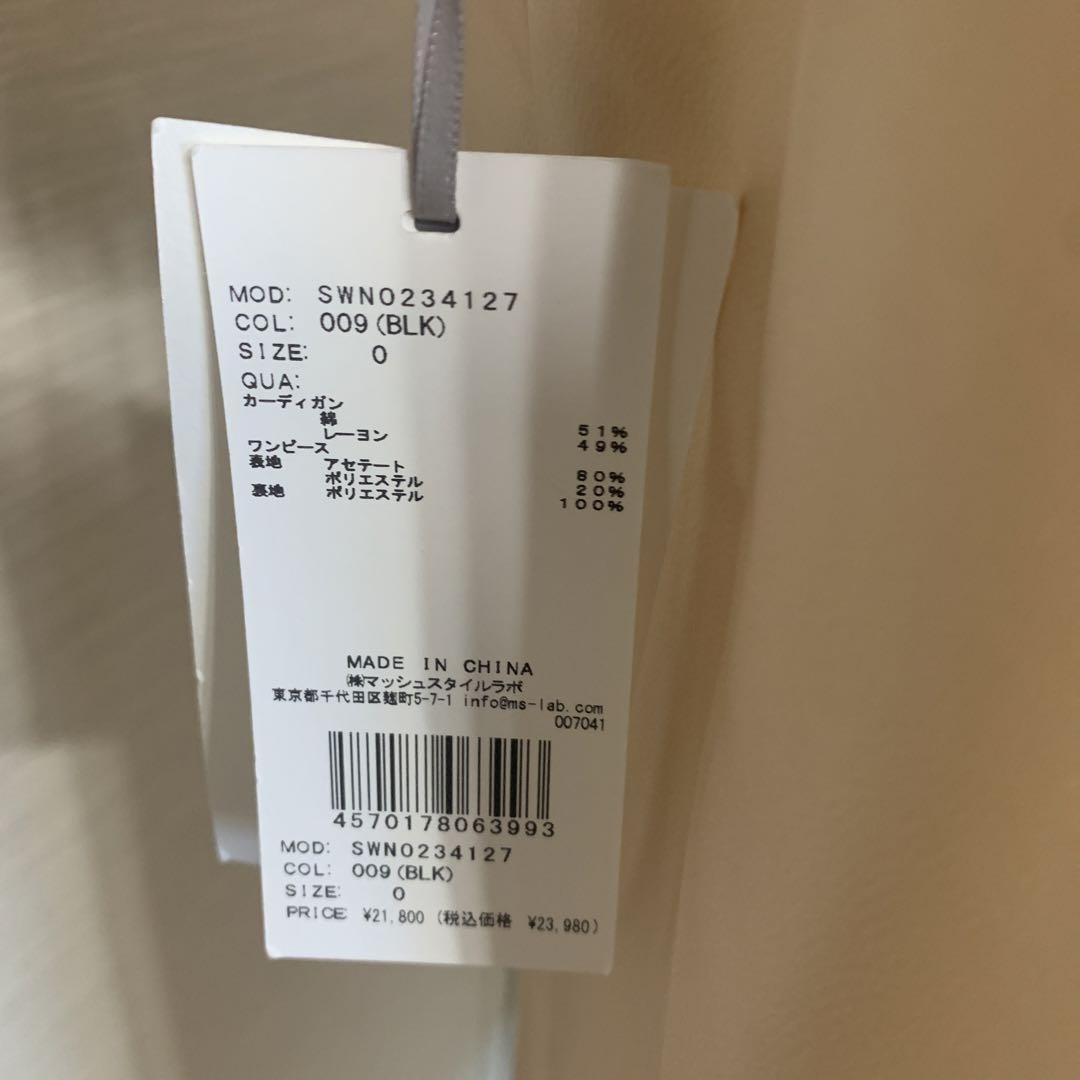 MOD: SWNO234127
COL: 009(BLK)
SIZE: 0
QUA:
カーディガン
綿 51%
レーヨン 49%
ワンピース
表地 アセテート 80%
ポリエステル 20%
裏地 ポリエステル 100%
MADE IN CHINA
㈱マッシュスタイルラボ
東京都千代田区麹町5-7-1 info@ms-lab.com
007041
4570178063993
MOD: SWNO234127
COL: 009(BLK)
SIZE: 0
PRICE: ¥21,800 (税込価格 ¥23,980)